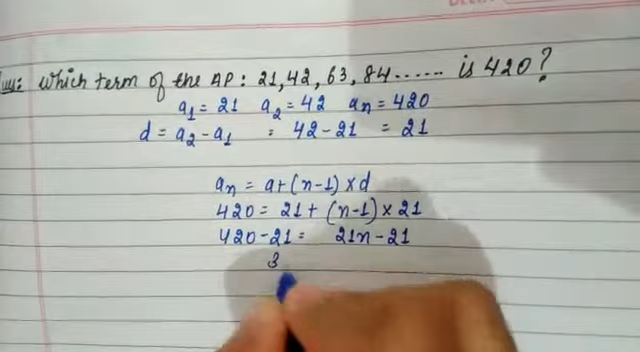 Ques: Which term of the AP: 21, 42, 63, 84...... is 420?
a₁ = 21 a₂ = 42 an = 420
d = a₂ - a₁ = 42 - 21 = 21
an = a + (n-1) × d
420 = 21 + (n-1) × 21
420 - 21 = 21n - 21
3